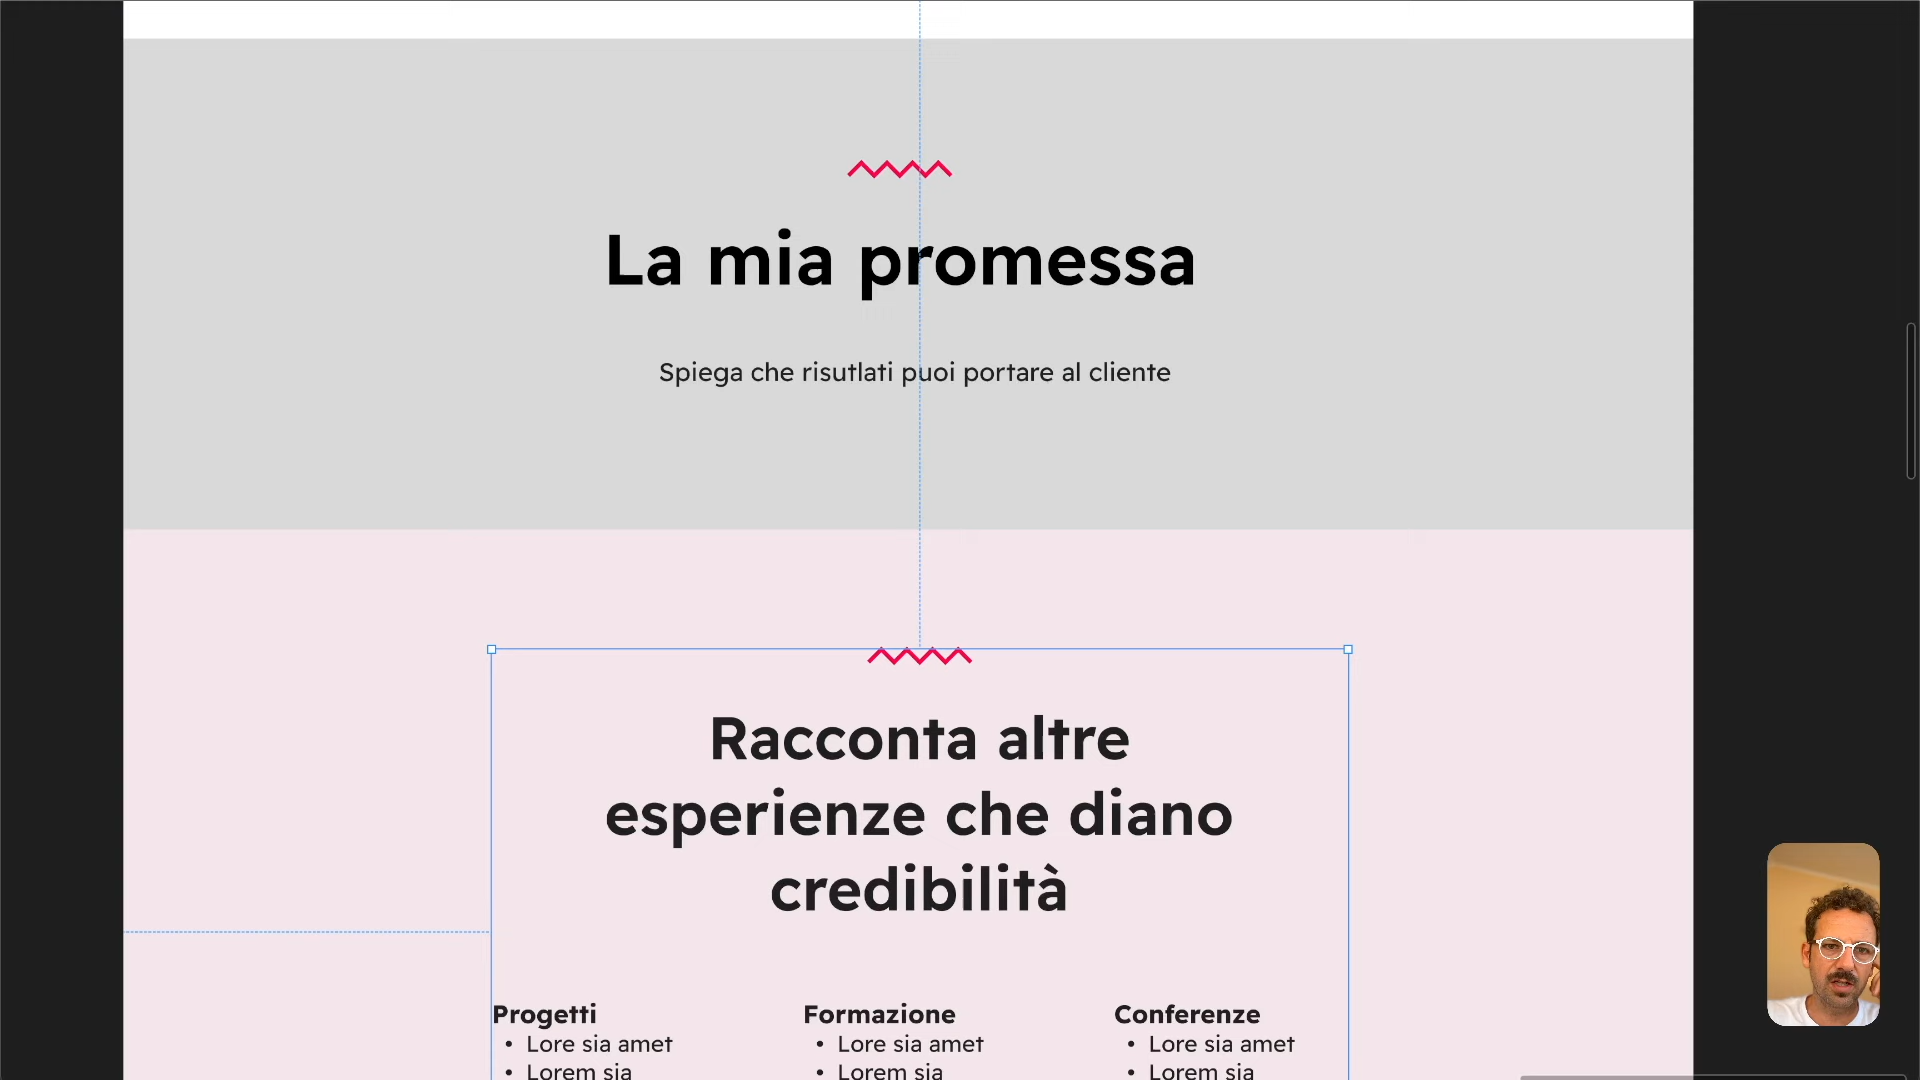 La mia promessa
Spiega che risutlati puoi portare al cliente
Racconta altre
esperienze che diano
credibilità
Progetti
• Lore sia amet
• Lorem sia
Formazione
• Lore sia amet
• Lorem sia
Conferenze
• Lore sia amet
• Lorem sia